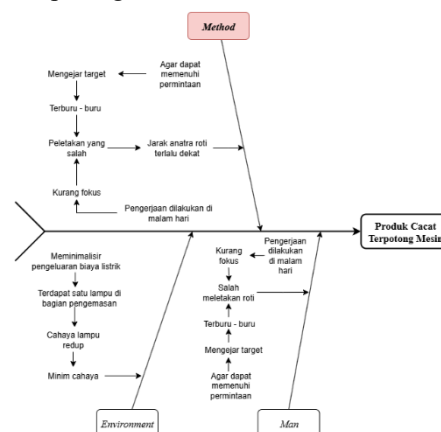 Method
Mengejar target
Agar dapat
memenuhi
permintaan
Terburu - buru
Peletakan yang
salah
Jarak anatra roti
terlalu dekat
Kurang fokus
Pengerjaan dilakukan di
malam hari
Produk Cacat
Terpotong Mesin
Meminimalisir
pengeluaran biaya listrik
Terdapat satu lampu di
bagian pengemasan
Cahaya lampu
redup
Minim cahaya
Kurang
fokus
Pengerjaan
dilakukan
di malam
hari
Salah
meletakan roti
Terburu - buru
Mengejar target
Agar dapat
memenuhi
permintaan
Environment
Man